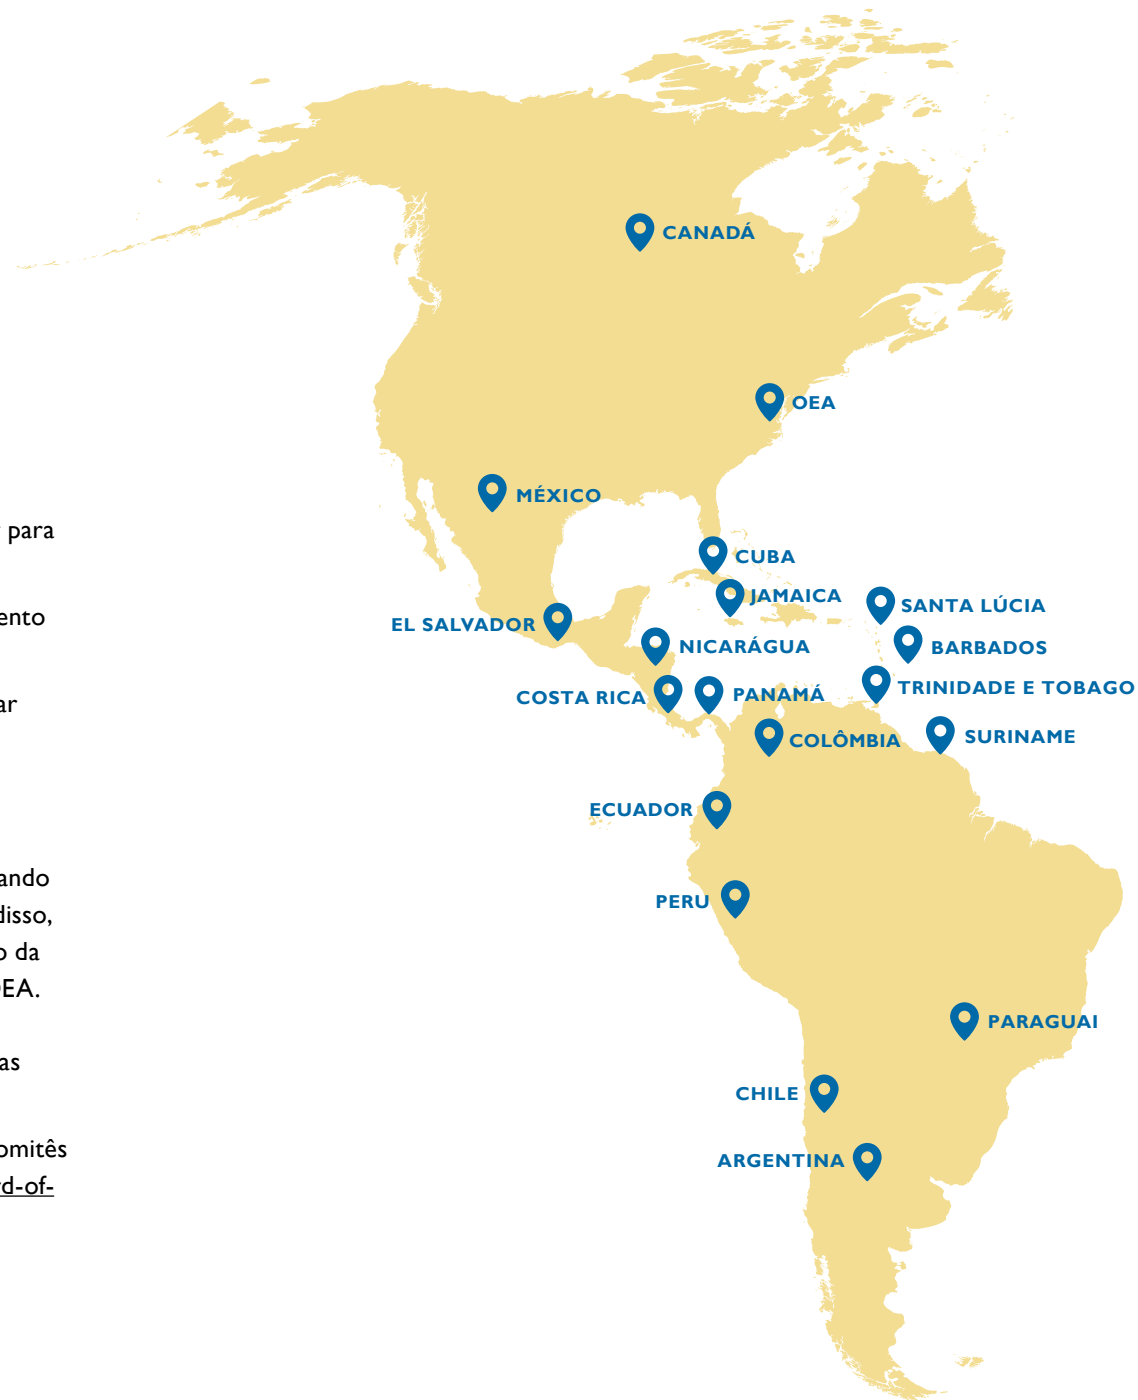 para
ento
ar
ando
disso,
o da
EA.
as
omitês
rd-of-
CANADÁ
OEA
MÉXICO
CUBA
JAMAICA
SANTA LÚCIA
EL SALVADOR
NICARÁGUA
BARBADOS
COSTA RICA
PANAMÁ
TRINIDADE E TOBAGO
COLÔMBIA
SURINAME
ECUADOR
PERU
PARAGUAI
CHILE
ARGENTINA